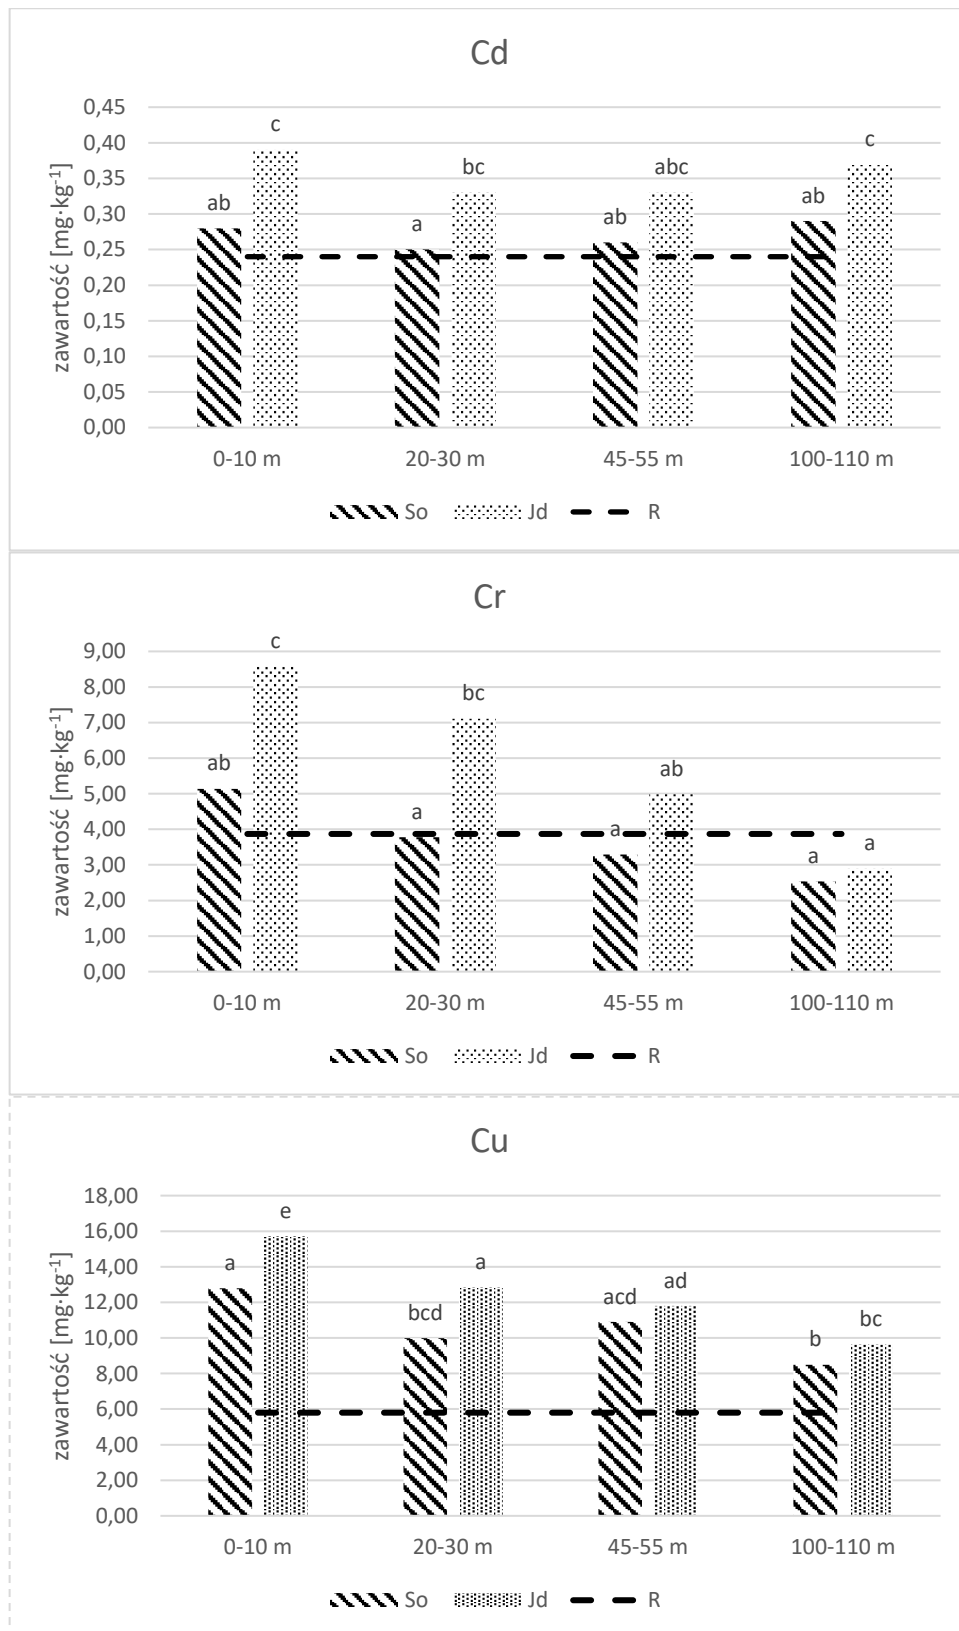 Cd
zawartość [mg·kg-1]
0,45
0,40
0,35
0,30
0,25
0,20
0,15
0,10
0,05
0,00
ab c a bc ab abc ab c
0-10 m 20-30 m 45-55 m 100-110 m
So Jd R
Cr
zawartość [mg·kg-1]
9,00
8,00
7,00
6,00
5,00
4,00
3,00
2,00
1,00
0,00
ab c a bc a ab a a
0-10 m 20-30 m 45-55 m 100-110 m
So Jd R
Cu
zawartość [mg·kg-1]
18,00
16,00
14,00
12,00
10,00
8,00
6,00
4,00
2,00
0,00
a e bcd a acd ad b bc
0-10 m 20-30 m 45-55 m 100-110 m
So Jd R